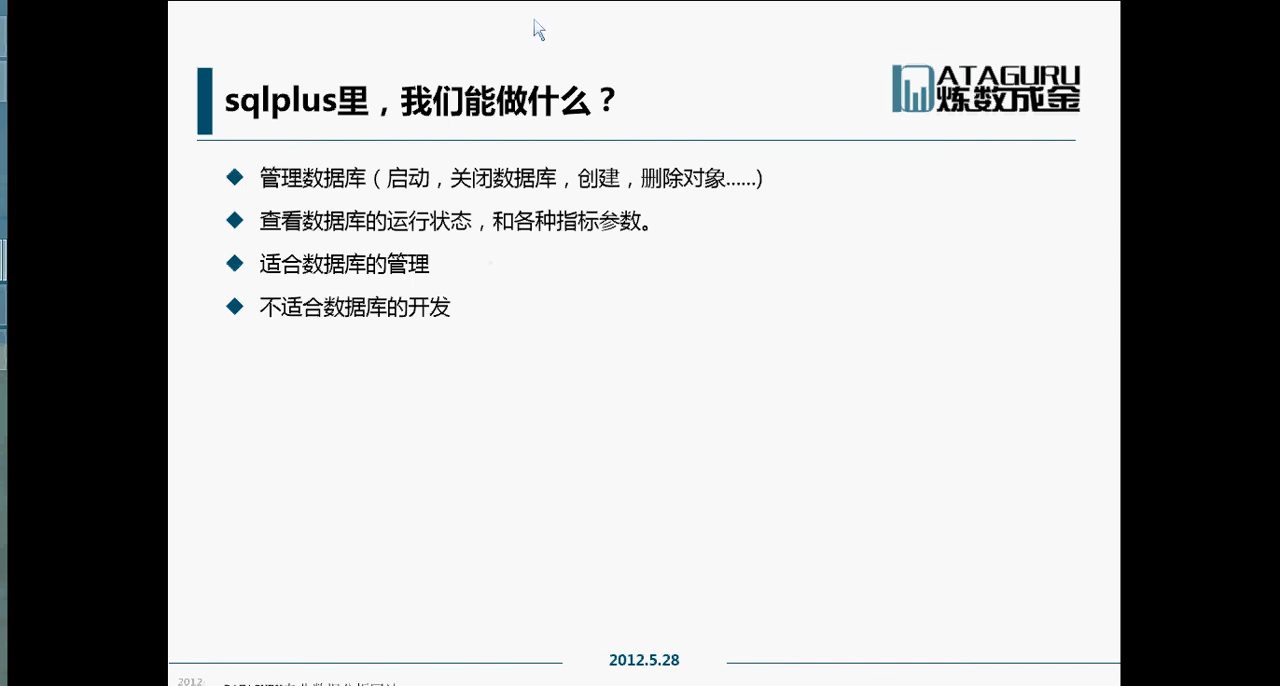 sqlplus里，我们能做什么？
DATAGURU
炼数成金
管理数据库（启动，关闭数据库，创建，删除对象......)
查看数据库的运行状态，和各种指标参数。
适合数据库的管理
不适合数据库的开发
2012.5.28
2012-